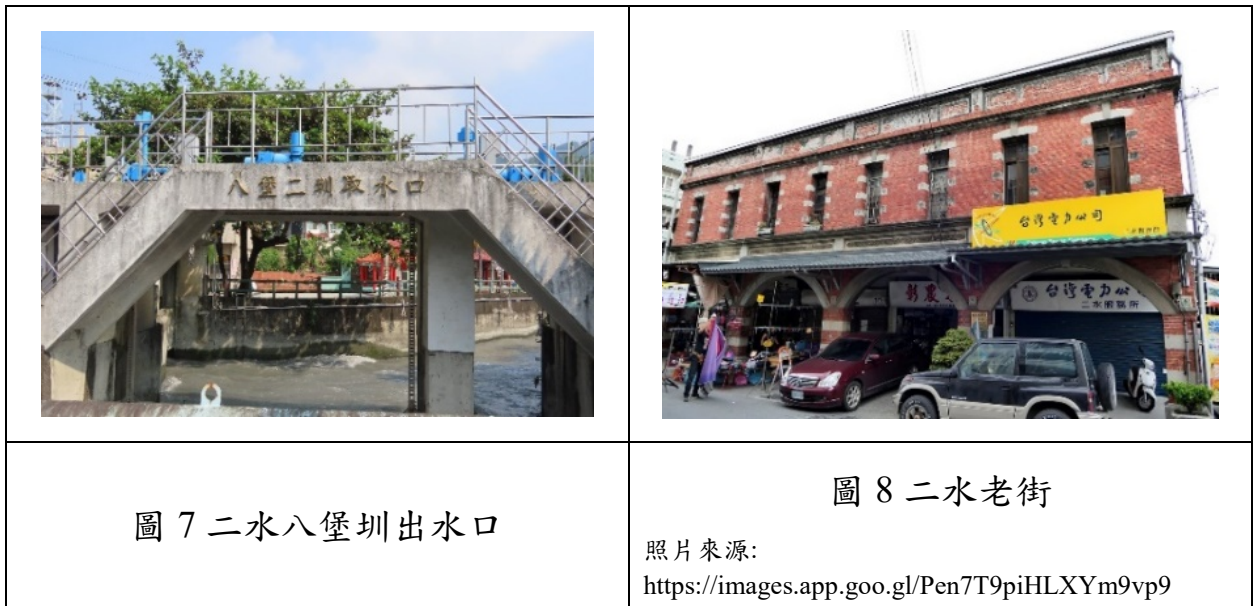 八堡二圳取水口
台灣電力公司
彰農
台灣電力公
二水服務所
圖 7 二水八堡圳出水口
圖 8 二水老街
照片來源:
https://images.app.goo.gl/Pen7T9piHLXYm9vp9